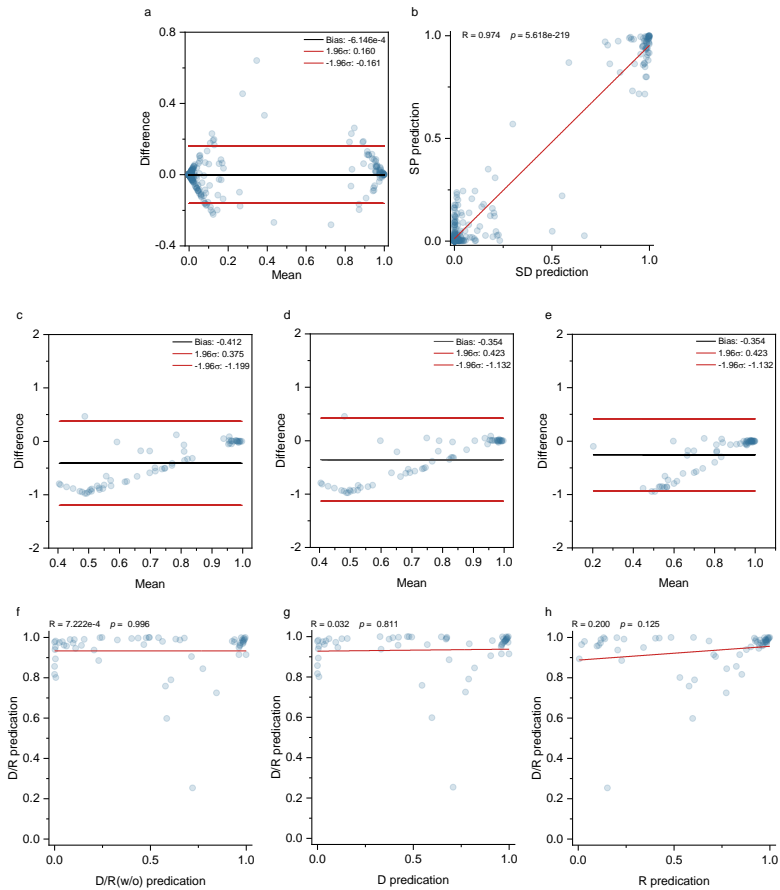 a
Bias: -6.146e-4
1.96σ: 0.160
-1.96σ: -0.161
0.8
0.4
0.0
-0.4
Difference
0.0 0.2 0.4 0.6 0.8 1.0
Mean
b
R = 0.974 p = 5.618e-219
1.0
0.5
0.0
SP prediction
0.0 0.5 1.0
SD prediction
c
Bias: -0.412
1.96σ: 0.375
-1.96σ: -1.199
2
1
0
-1
-2
Difference
0.4 0.5 0.6 0.7 0.8 0.9 1.0
Mean
d
Bias: -0.354
1.96σ: 0.423
-1.96σ: -1.132
2
1
0
-1
-2
Difference
0.4 0.5 0.6 0.7 0.8 0.9 1.0
Mean
e
Bias: -0.354
1.96σ: 0.423
-1.96σ: -1.132
2
1
0
-1
-2
Difference
0.2 0.4 0.6 0.8 1.0
Mean
f
R = 7.222e-4 p = 0.996
1.0
0.8
0.6
0.4
0.2
0.0
D/R predication
0.0 0.5 1.0
D/R(w/o) predication
g
R = 0.032 p = 0.811
1.0
0.8
0.6
0.4
0.2
0.0
D/R predication
0.0 0.5 1.0
D predication
h
R = 0.200 p = 0.125
1.0
0.8
0.6
0.4
0.2
0.0
D/R predication
0.0 0.5 1.0
R predication